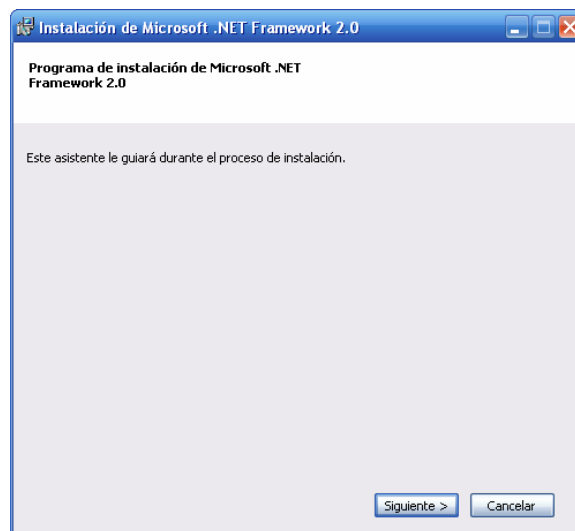 Instalación de Microsoft .NET Framework 2.0
Programa de instalación de Microsoft .NET
Framework 2.0
Este asistente le guiará durante el proceso de instalación.
Siguiente >
Cancelar